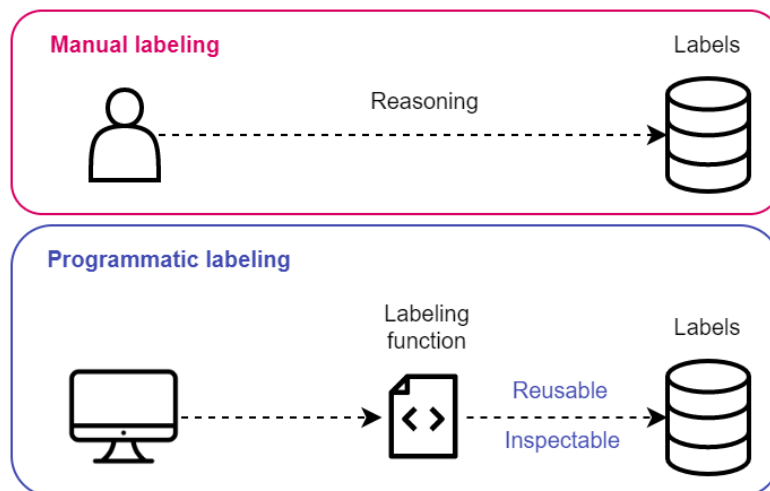 Manual labeling
Labels
Reasoning
Programmatic labeling
Labeling
function
Labels
Reusable
Inspectable